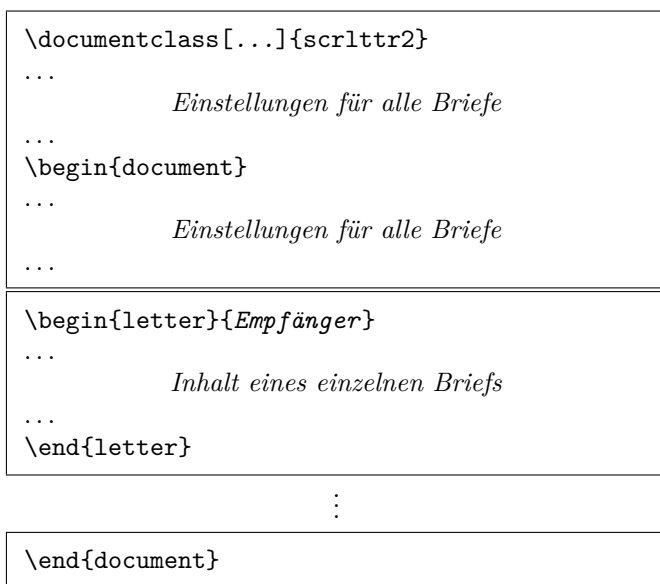 \documentclass[...]{scrlttr2}
...
Einstellungen für alle Briefe
...
\begin{document}
...
Einstellungen für alle Briefe
...
\begin{letter}{Empfänger}
...
Inhalt eines einzelnen Briefs
...
\end{letter}
⋮
\end{document}